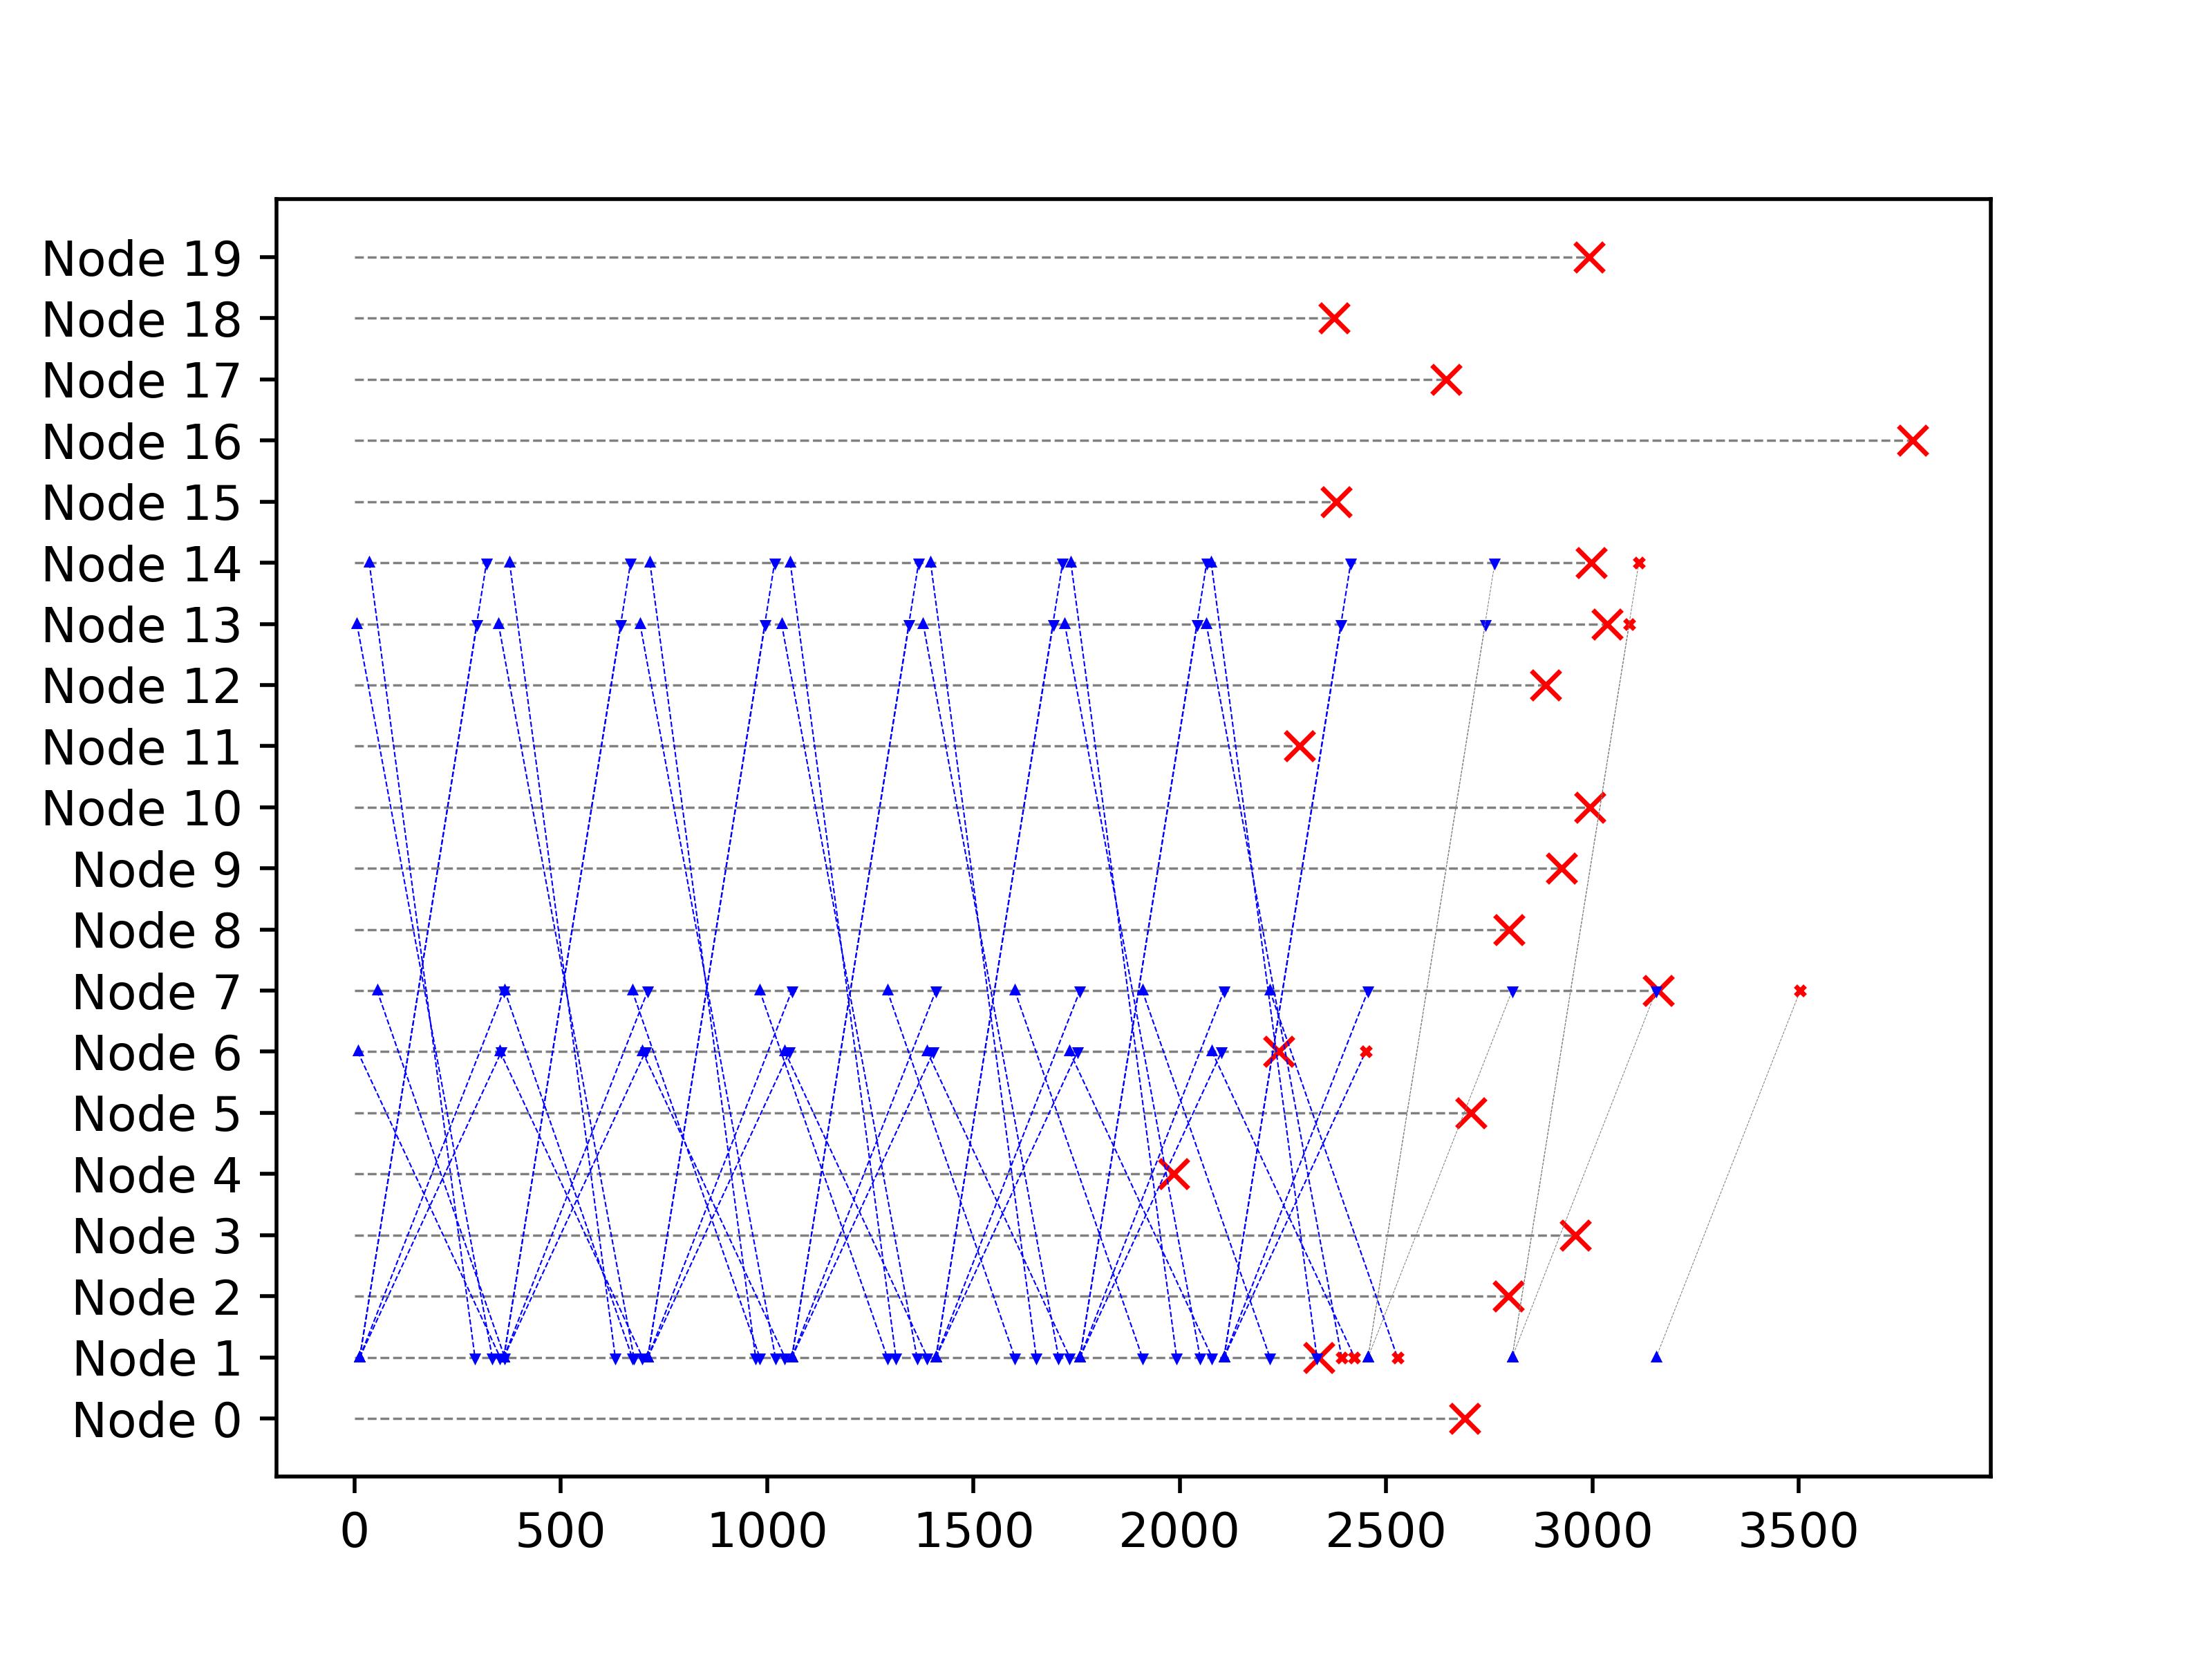 Node 19
Node 18
Node 17
Node 16
Node 15
Node 14
Node 13
Node 12
Node 11
Node 10
Node 9
Node 8
Node 7
Node 6
Node 5
Node 4
Node 3
Node 2
Node 1
Node 0
0 500 1000 1500 2000 2500 3000 3500